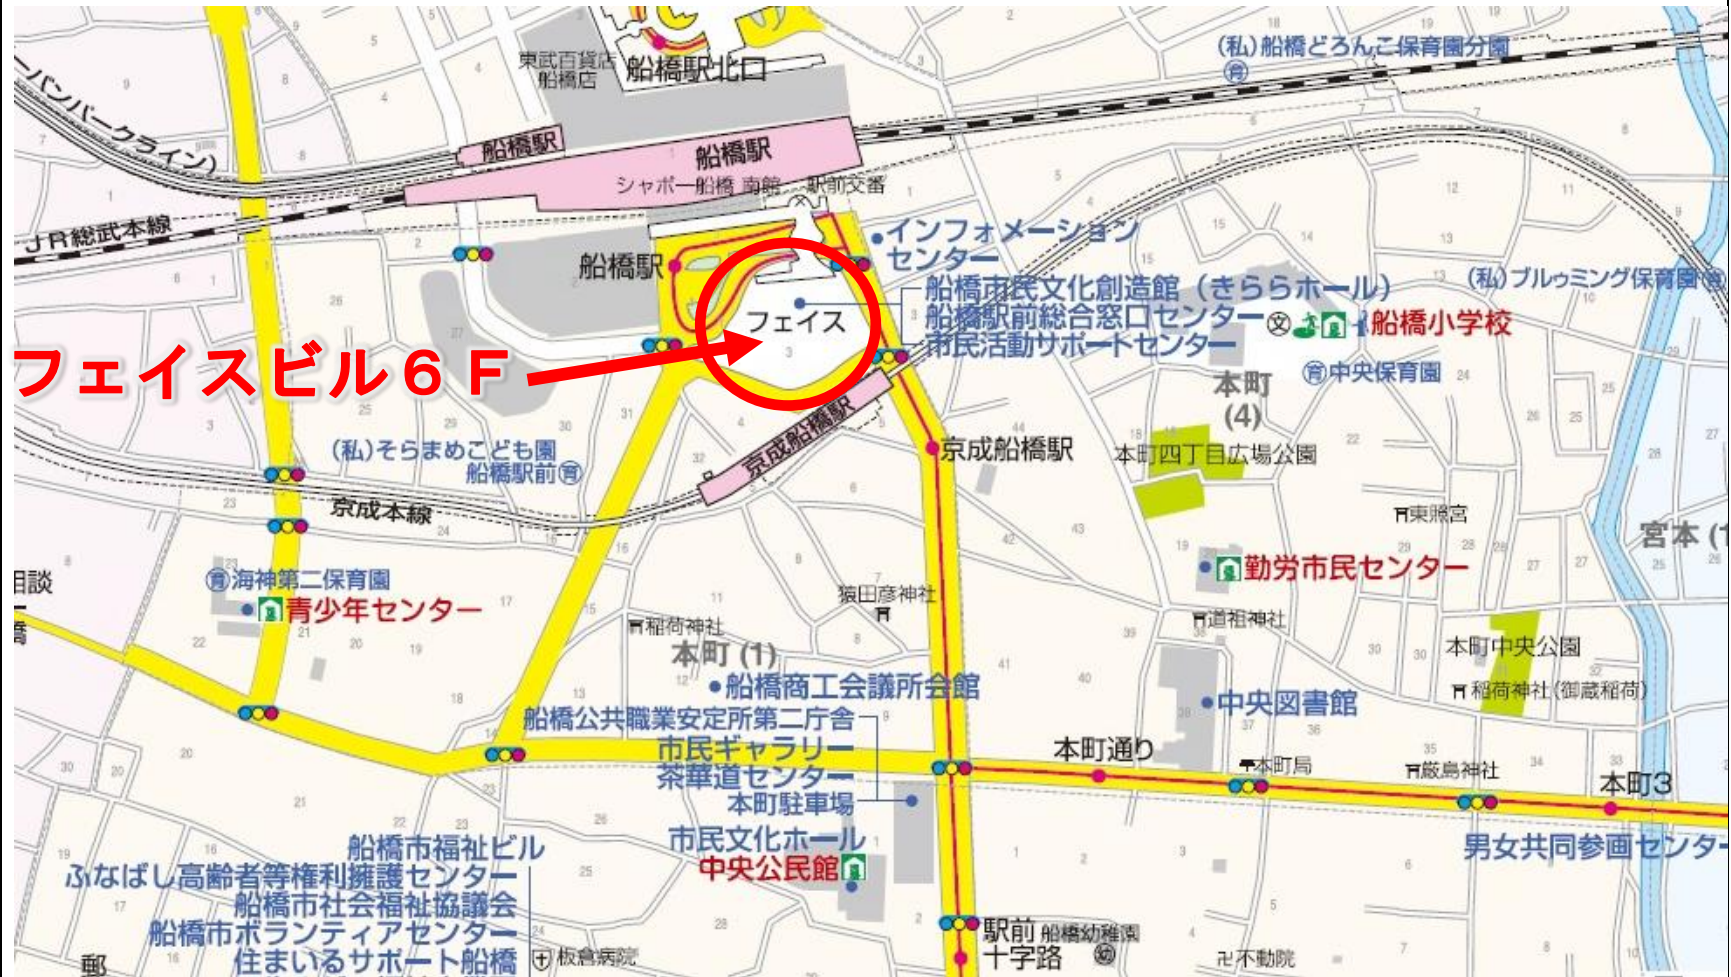 東武百貨店
船橋店
船橋駅北口
(私)船橋どろんこ保育園分園
育
ーバンパークライン)
船橋駅
船橋駅
シャポー船橋 南館
駅前交番
JR総武本線
インフォメーション
センター
船橋駅
船橋市民文化創造館（きららホール）
船橋駅前総合窓口センター
市民活動サポートセンター
フェイス
文
船橋小学校
(私)ブルゥミング保育園
フェイスビル６Ｆ
本町
(4)
育中央保育園
京成船橋駅
京成船橋駅
本町四丁目広場公園
(私)そらまめこども園
船橋駅前育
京成本線
東照宮
宮本(1
育海神第二保育園
青少年センター
相談
橋
猿田彦神社
勤労市民センター
稲荷神社
道祖神社
本町(1)
本町中央公園
船橋商工会議所会館
中央図書館
稲荷神社(御蔵稲荷)
船橋公共職業安定所第二庁舎
市民ギャラリー
茶華道センター
本町駐車場
本町通り
本町局
厳島神社
本町3
市民文化ホール
中央公民館
男女共同参画センター
船橋市福祉ビル
ふなばし高齢者等権利擁護センター
船橋市社会福祉協議会
船橋市ボランティアセンター
住まいるサポート船橋
郵
板倉病院
駅前
十字路
船橋幼稚園
幼
卍不動院